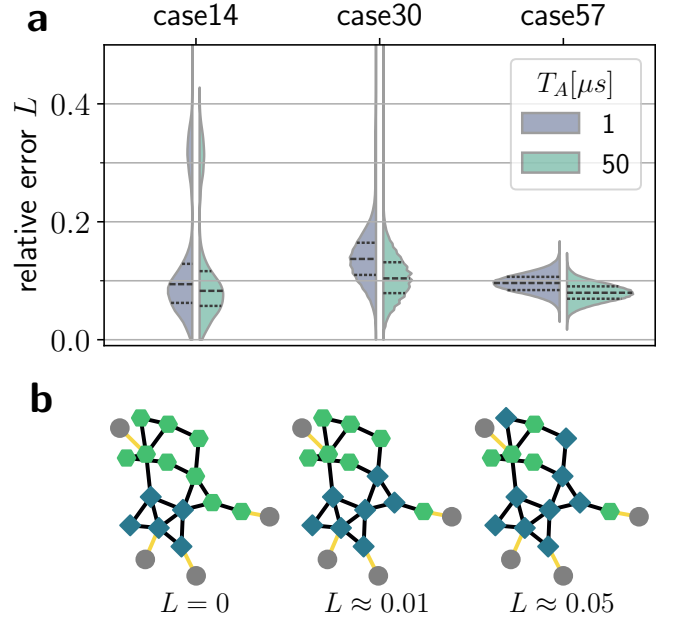 a
case14 case30 case57
relative error L
0.4
0.2
0.0
T_A[μs]
1
50
b
L = 0 L ≈ 0.01 L ≈ 0.05